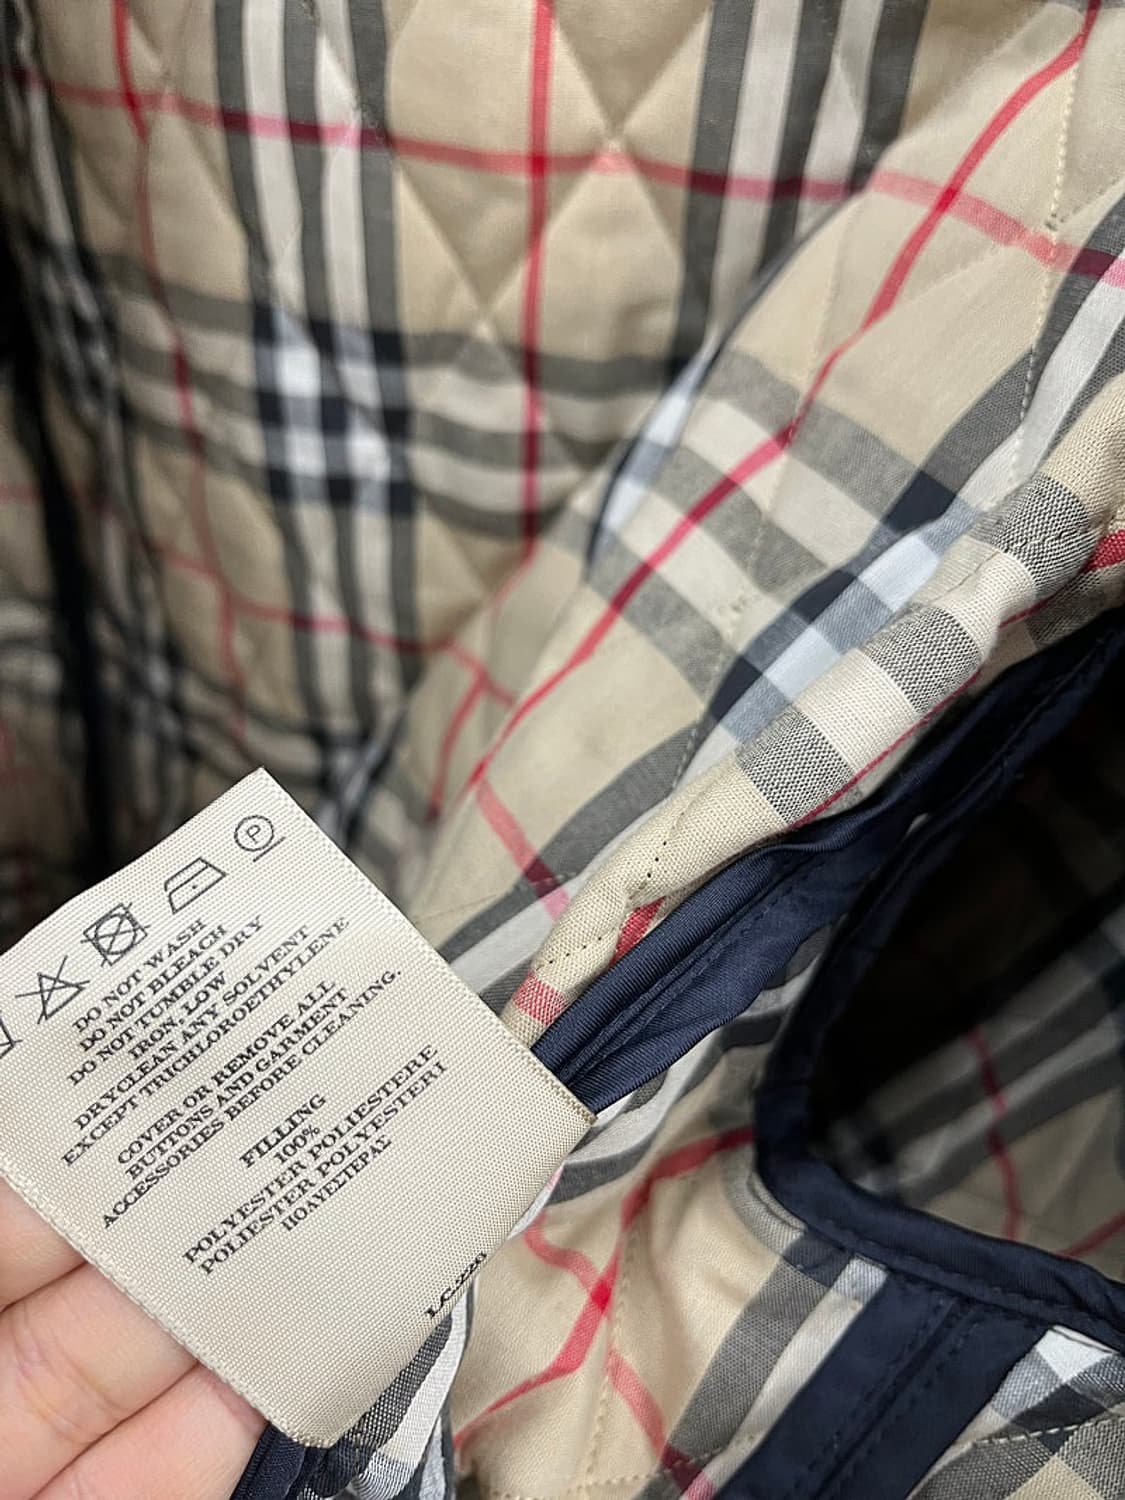 P
DO NOT WASH
DO NOT BLEACH
DO NOT TUMBLE DRY
IRON, LOW
DRYCLEAN ANY SOLVENT
EXCEPT TRICHLOROETHYLENE
COVER OR REMOVE ALL
BUTTONS AND GARMENT
ACCESSORIES BEFORE CLEANING.
FILLING
100%
POLYESTER POLIESTERE
POLIESTER POLYESTERI
ΠΟΛΥΕΣΤΕΡΑΣ